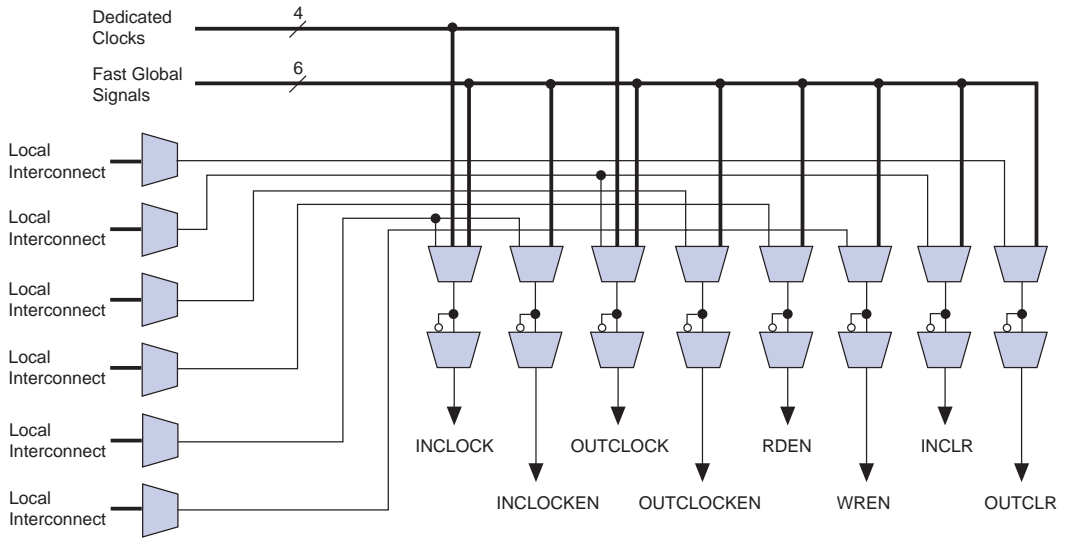 Dedicated
Clocks
4
Fast Global
Signals
6
Local
Interconnect
Local
Interconnect
Local
Interconnect
Local
Interconnect
Local
Interconnect
Local
Interconnect
INCLOCK
OUTCLOCK
RDEN
INCLR
INCLOCKEN
OUTCLOCKEN
WREN
OUTCLR